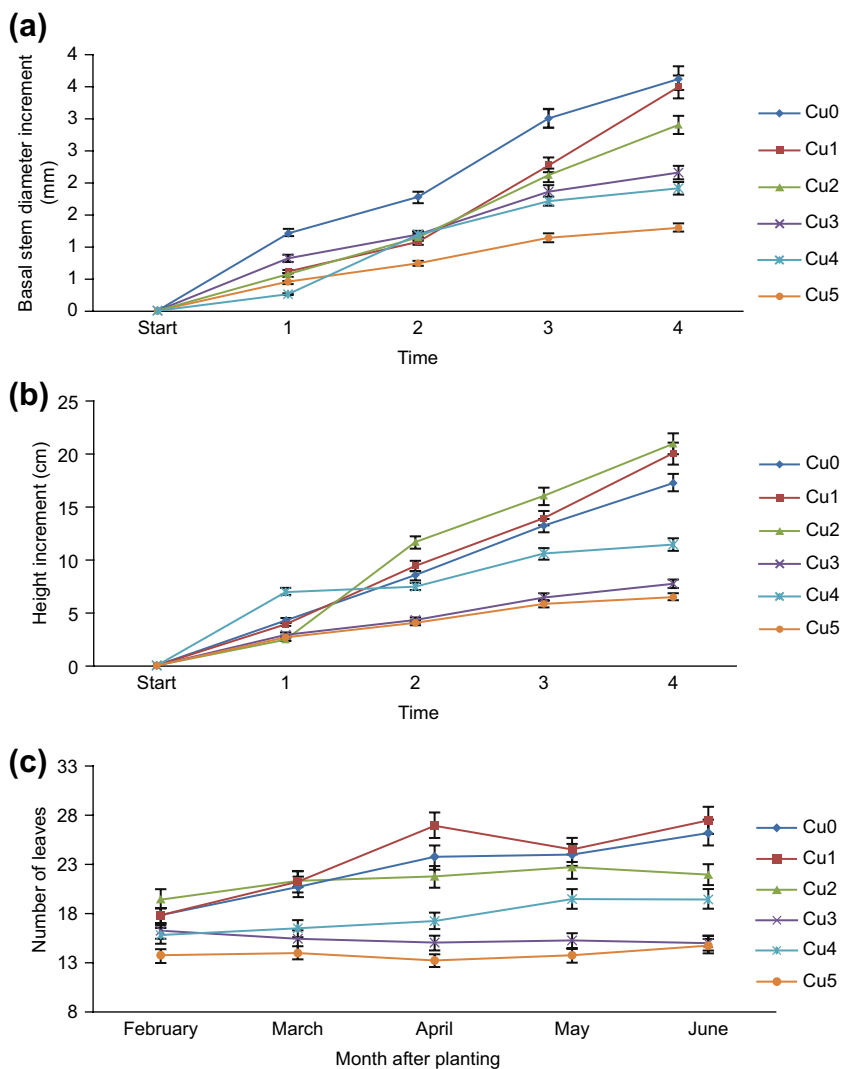 (a)
Basal stem diameter increment
(mm)
4
4
3
3
2
2
1
1
0
Start 1 2 3 4
Time
Cu0
Cu1
Cu2
Cu3
Cu4
Cu5
(b)
Height increment (cm)
25
20
15
10
5
0
Start 1 2 3 4
Time
Cu0
Cu1
Cu2
Cu3
Cu4
Cu5
(c)
Number of leaves
33
28
23
18
13
8
February March April May June
Month after planting
Cu0
Cu1
Cu2
Cu3
Cu4
Cu5